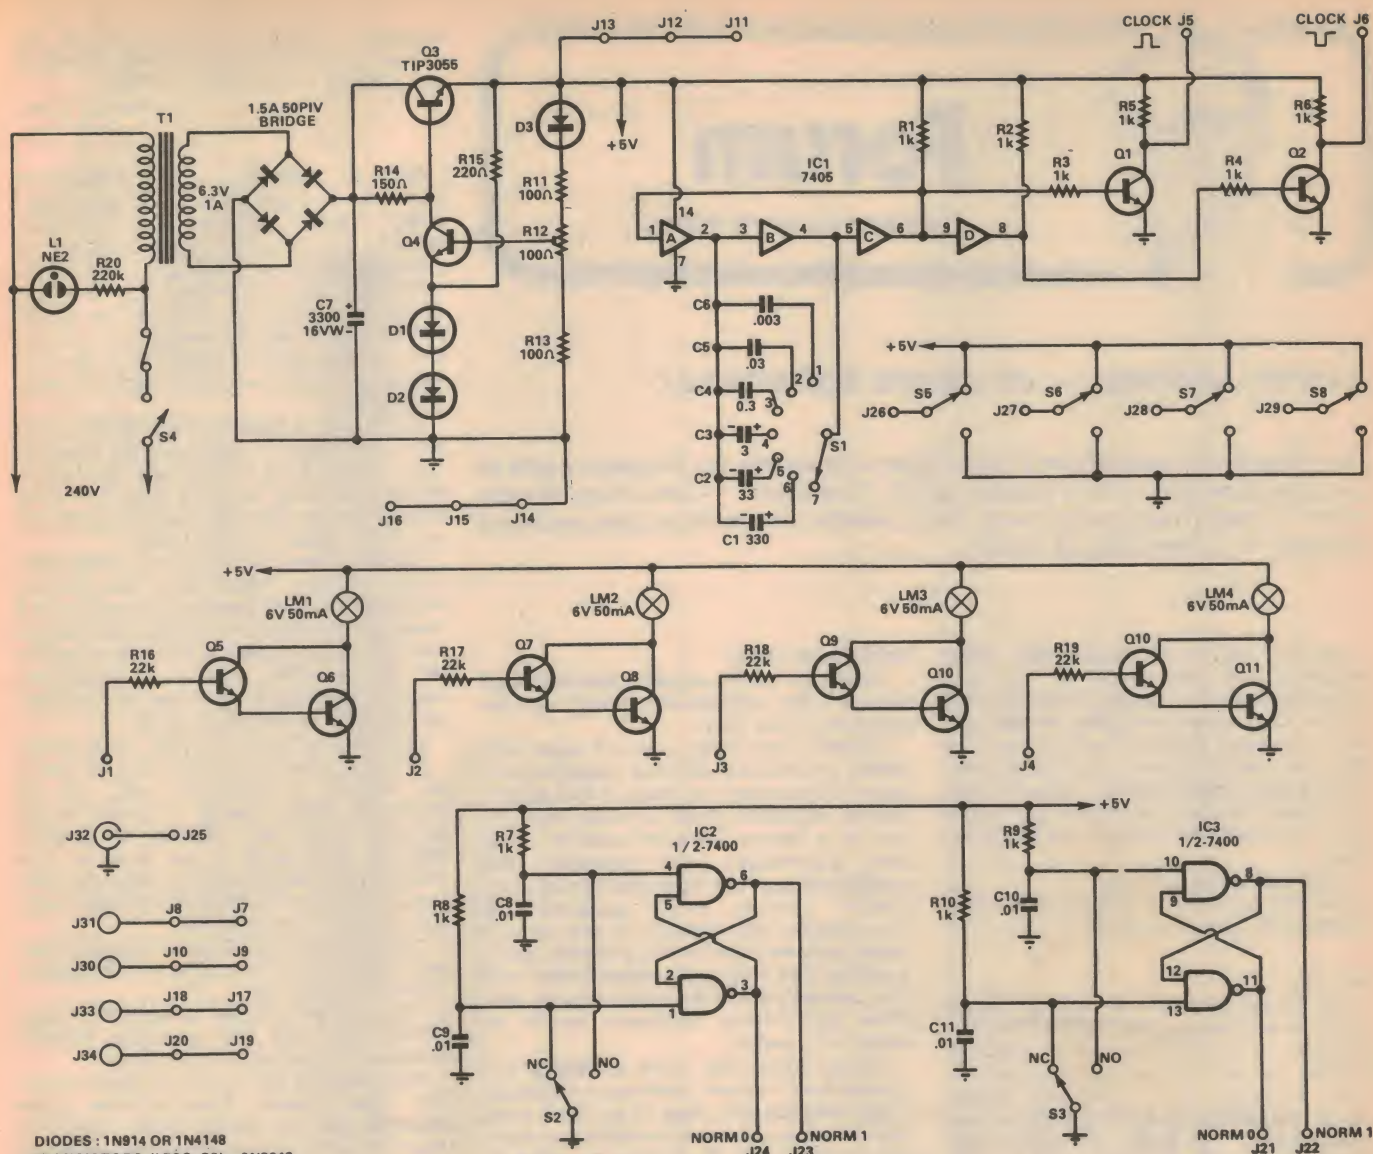 J13
J12
J11
CLOCK J5
CLOCK J6
Q3
TIP3055
T1
1.5A 50PIV
BRIDGE
6.3V
1A
L1
NE2
R20
220k
S4
240V
R14
150Ω
R15
220Ω
Q4
C7
3300
16VW
+
-
D1
D2
D3
R11
100Ω
R12
100Ω
R13
100Ω
J16
J15
J14
+5V
IC1
7405
R1
1k
R2
1k
R3
1k
R4
1k
R5
1k
R6
1k
Q1
Q2
14
1
A
2
7
3
B
4
5
C
6
9
D
8
C6
.003
C5
.03
C4
0.3
C3
- +
3
C2
- +
33
C1 330
- +
1
2
3
4
5
6
7
S1
+5V
J26
S5
J27
S6
J28
S7
J29
S8
+5V
LM1
6V 50mA
LM2
6V 50mA
LM3
6V 50mA
LM4
6V 50mA
R16
22k
Q5
Q6
J1
R17
22k
Q7
Q8
J2
R18
22k
Q9
Q10
J3
R19
22k
Q10
Q11
J4
J32
J25
J31
J8
J7
J30
J10
J9
J33
J18
J17
J34
J20
J19
+5V
R7
1k
R8
1k
C8
.01
C9
.01
IC2
1/2-7400
4
5
6
2
1
3
NC
NO
S2
NORM 0
J24
J23
NORM 1
R9
1k
R10
1k
C10
.01
C11
.01
IC3
1/2-7400
10
9
8
12
13
11
NC
NO
S3
NORM 0
J21
J22
NORM 1
DIODES : 1N914 OR 1N4148